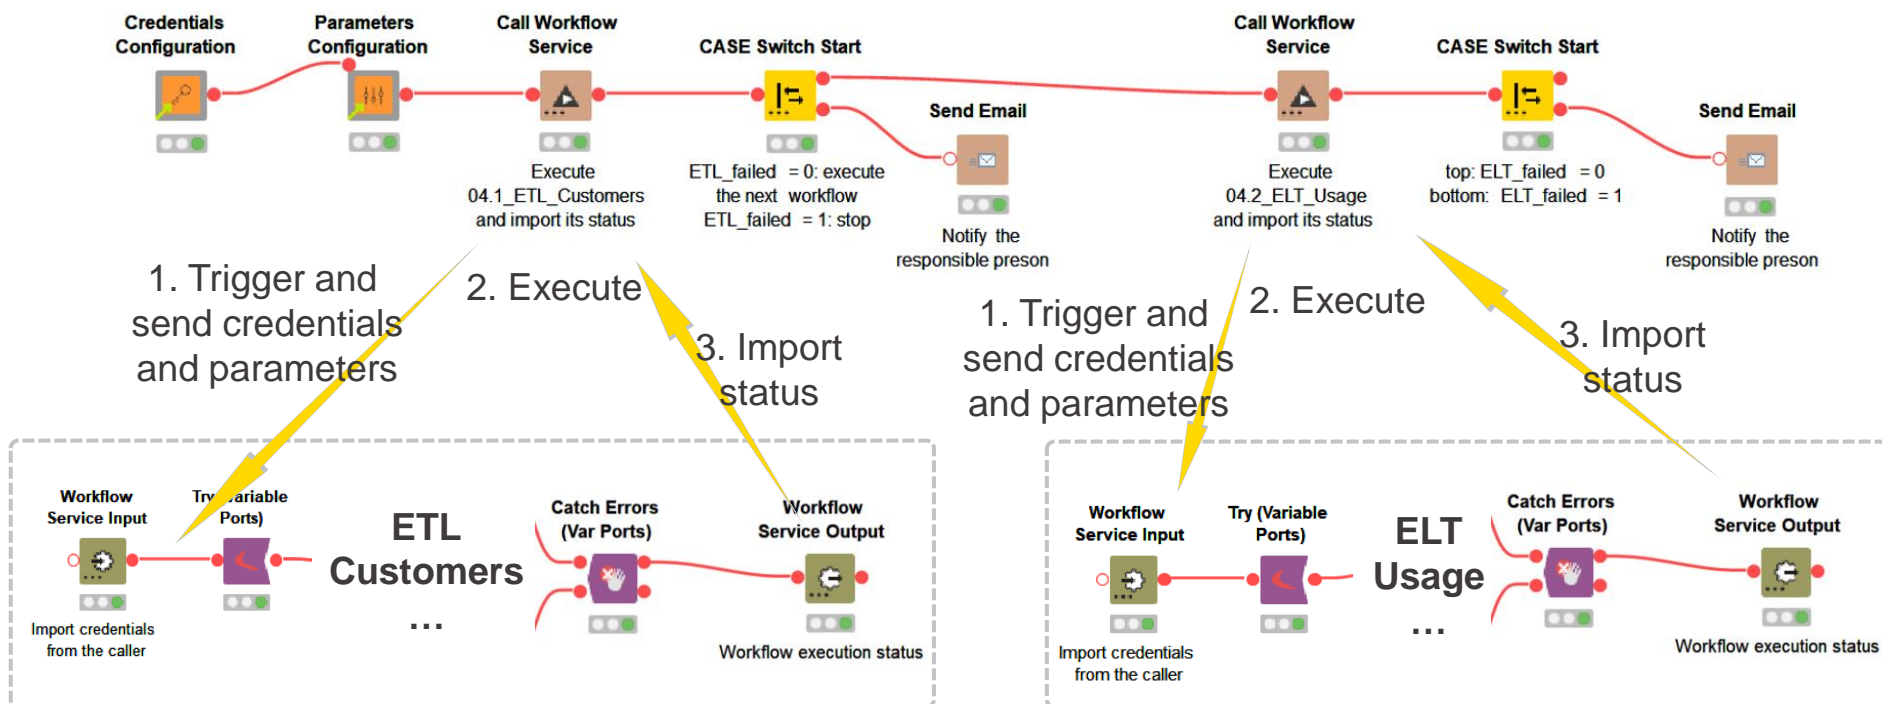 Credentials
Configuration
Parameters
Configuration
Call Workflow
Service
CASE Switch Start
Send Email
Call Workflow
Service
CASE Switch Start
Send Email
Execute
04.1_ETL_Customers
and import its status
ETL_failed = 0: execute
the next workflow
ETL_failed = 1: stop
Notify the
responsible preson
Execute
04.2_ELT_Usage
and import its status
top: ELT_failed = 0
bottom: ELT_failed = 1
Notify the
responsible preson
1. Trigger and
send credentials
and parameters
2. Execute
3. Import
status
1. Trigger and
send credentials
and parameters
2. Execute
3. Import
status
Workflow
Service Input
Try (Variable
Ports)
ETL
Customers
...
Catch Errors
(Var Ports)
Workflow
Service Output
Import credentials
from the caller
Workflow execution status
Workflow
Service Input
Try (Variable
Ports)
ELT
Usage
...
Catch Errors
(Var Ports)
Workflow
Service Output
Import credentials
from the caller
Workflow execution status